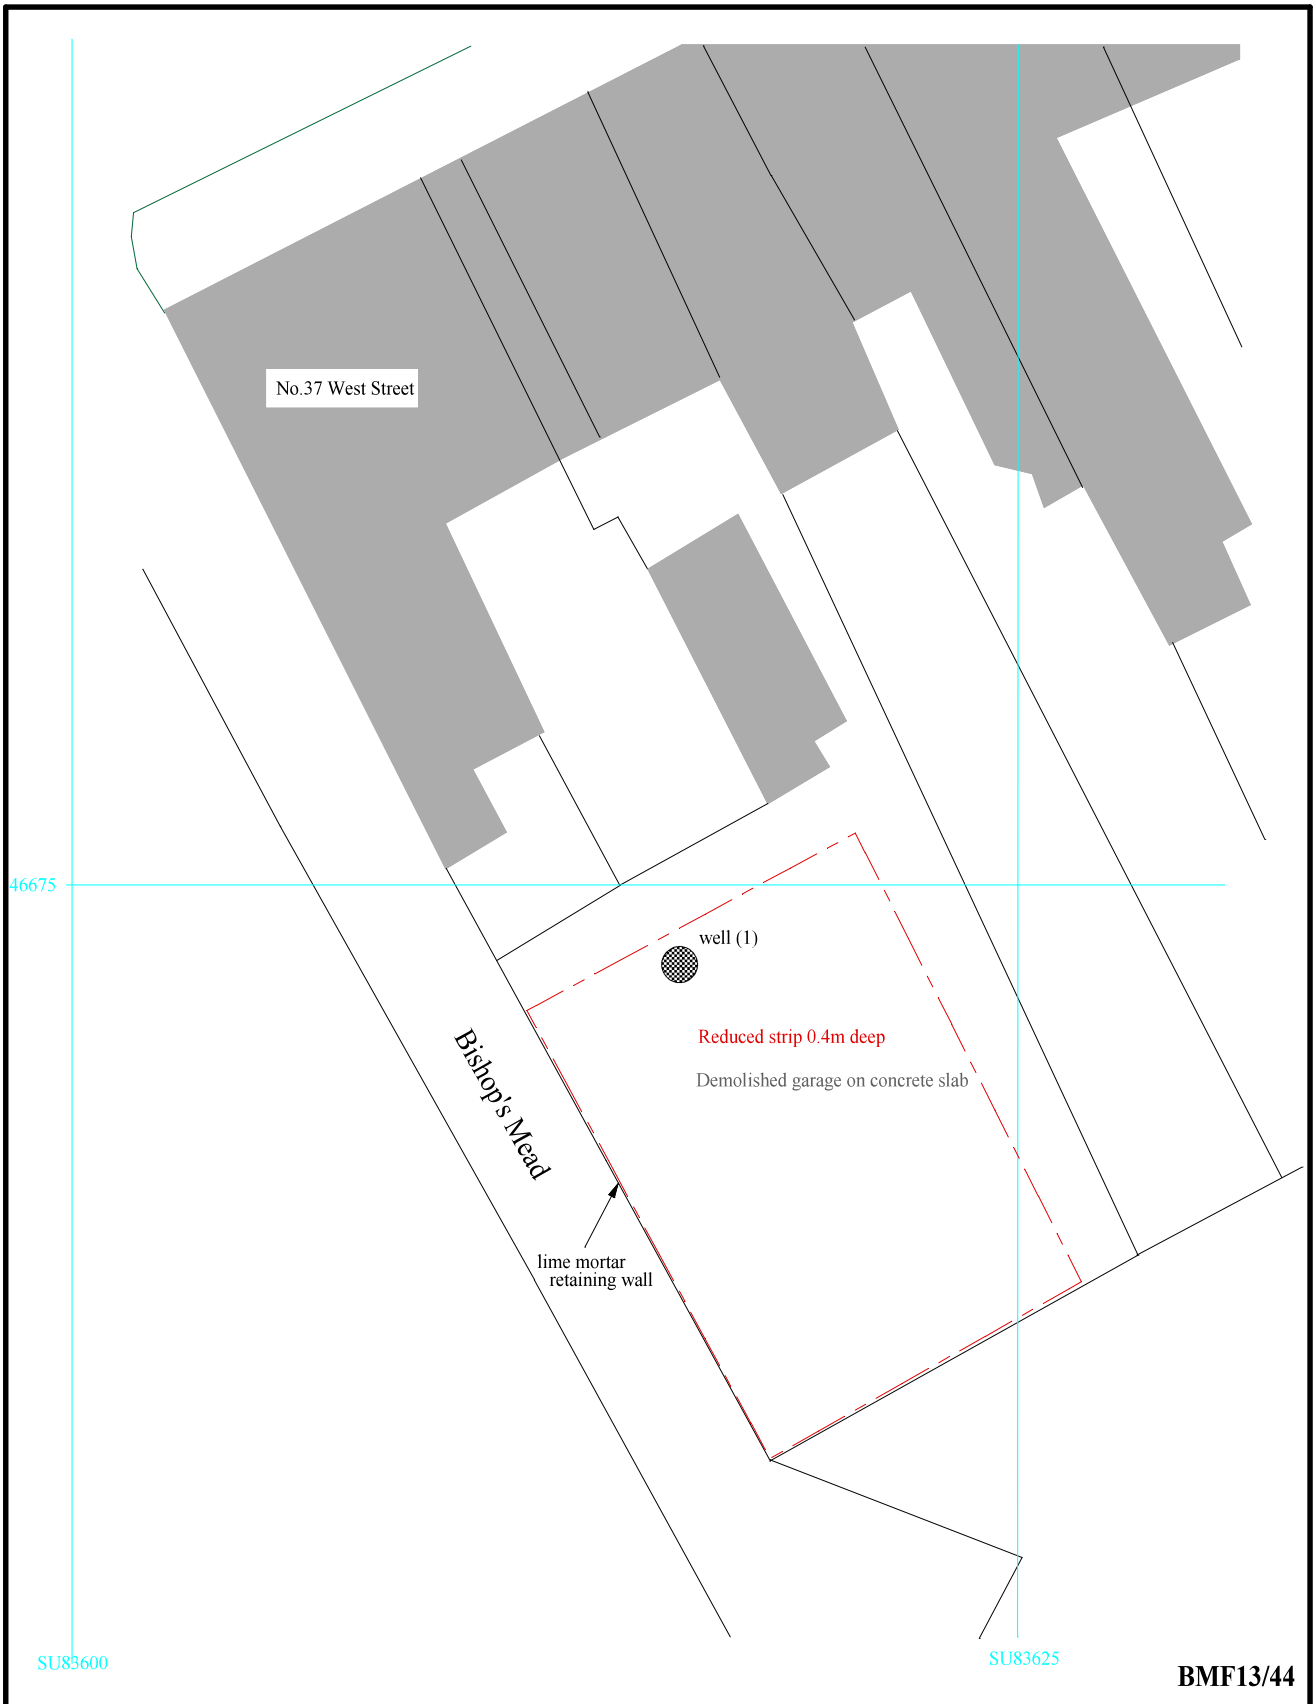 No.37 West Street
46675
well (1)
Reduced strip 0.4m deep
Demolished garage on concrete slab
Bishop's Mead
lime mortar
retaining wall
SU83600
SU83625
BMF13/44